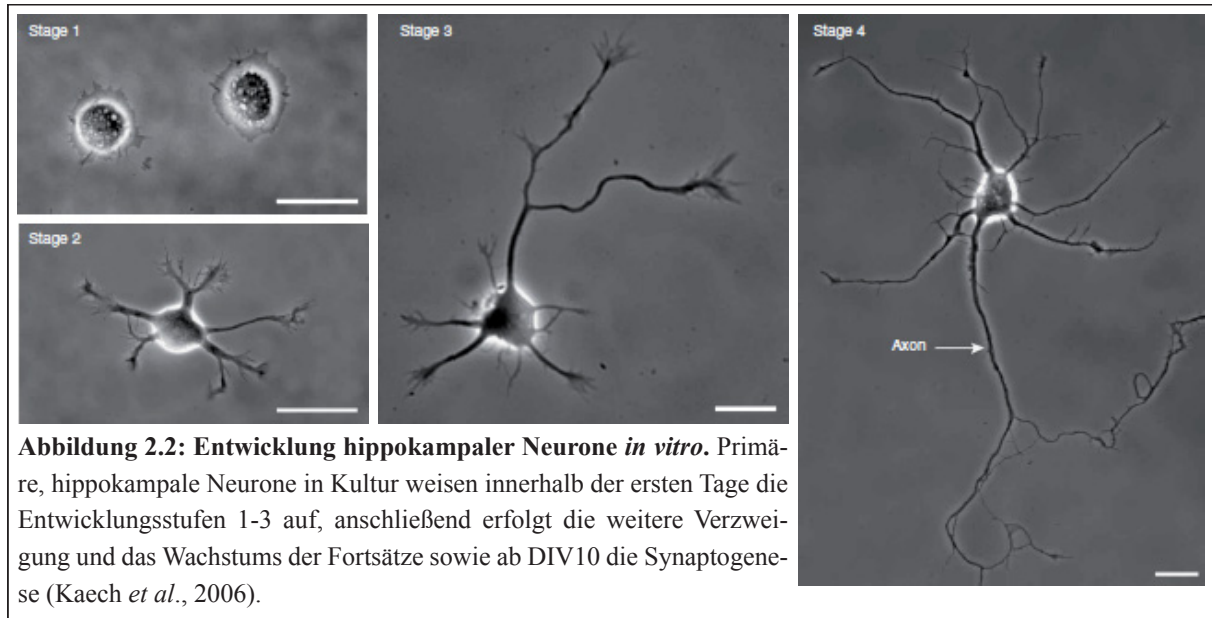 Stage 1
Stage 2
Stage 3
Stage 4
Axon
Abbildung 2.2: Entwicklung hippokampaler Neurone in vitro. Primä-
re, hippokampale Neurone in Kultur weisen innerhalb der ersten Tage die
Entwicklungsstufen 1-3 auf, anschließend erfolgt die weitere Verzwei-
gung und das Wachstums der Fortsätze sowie ab DIV10 die Synaptogene-
se (Kaech et al., 2006).